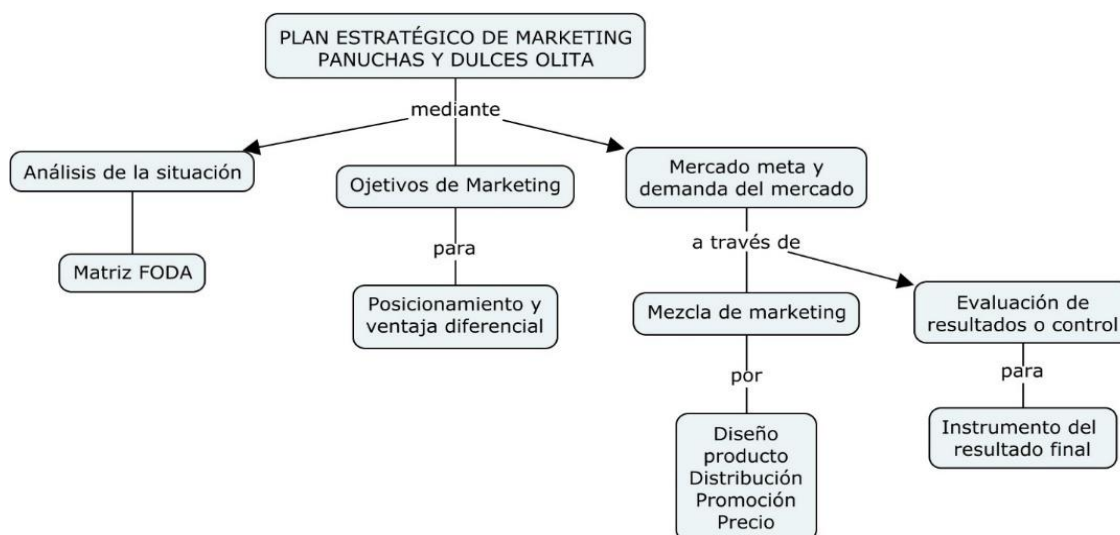 PLAN ESTRATÉGICO DE MARKETING
PANUCHAS Y DULCES OLITA
mediante
Análisis de la situación
Matriz FODA
Ojetivos de Marketing
para
Posicionamiento y
ventaja diferencial
Mercado meta y
demanda del mercado
a través de
Mezcla de marketing
por
Diseño
producto
Distribución
Promoción
Precio
Evaluación de
resultados o control
para
Instrumento del
resultado final